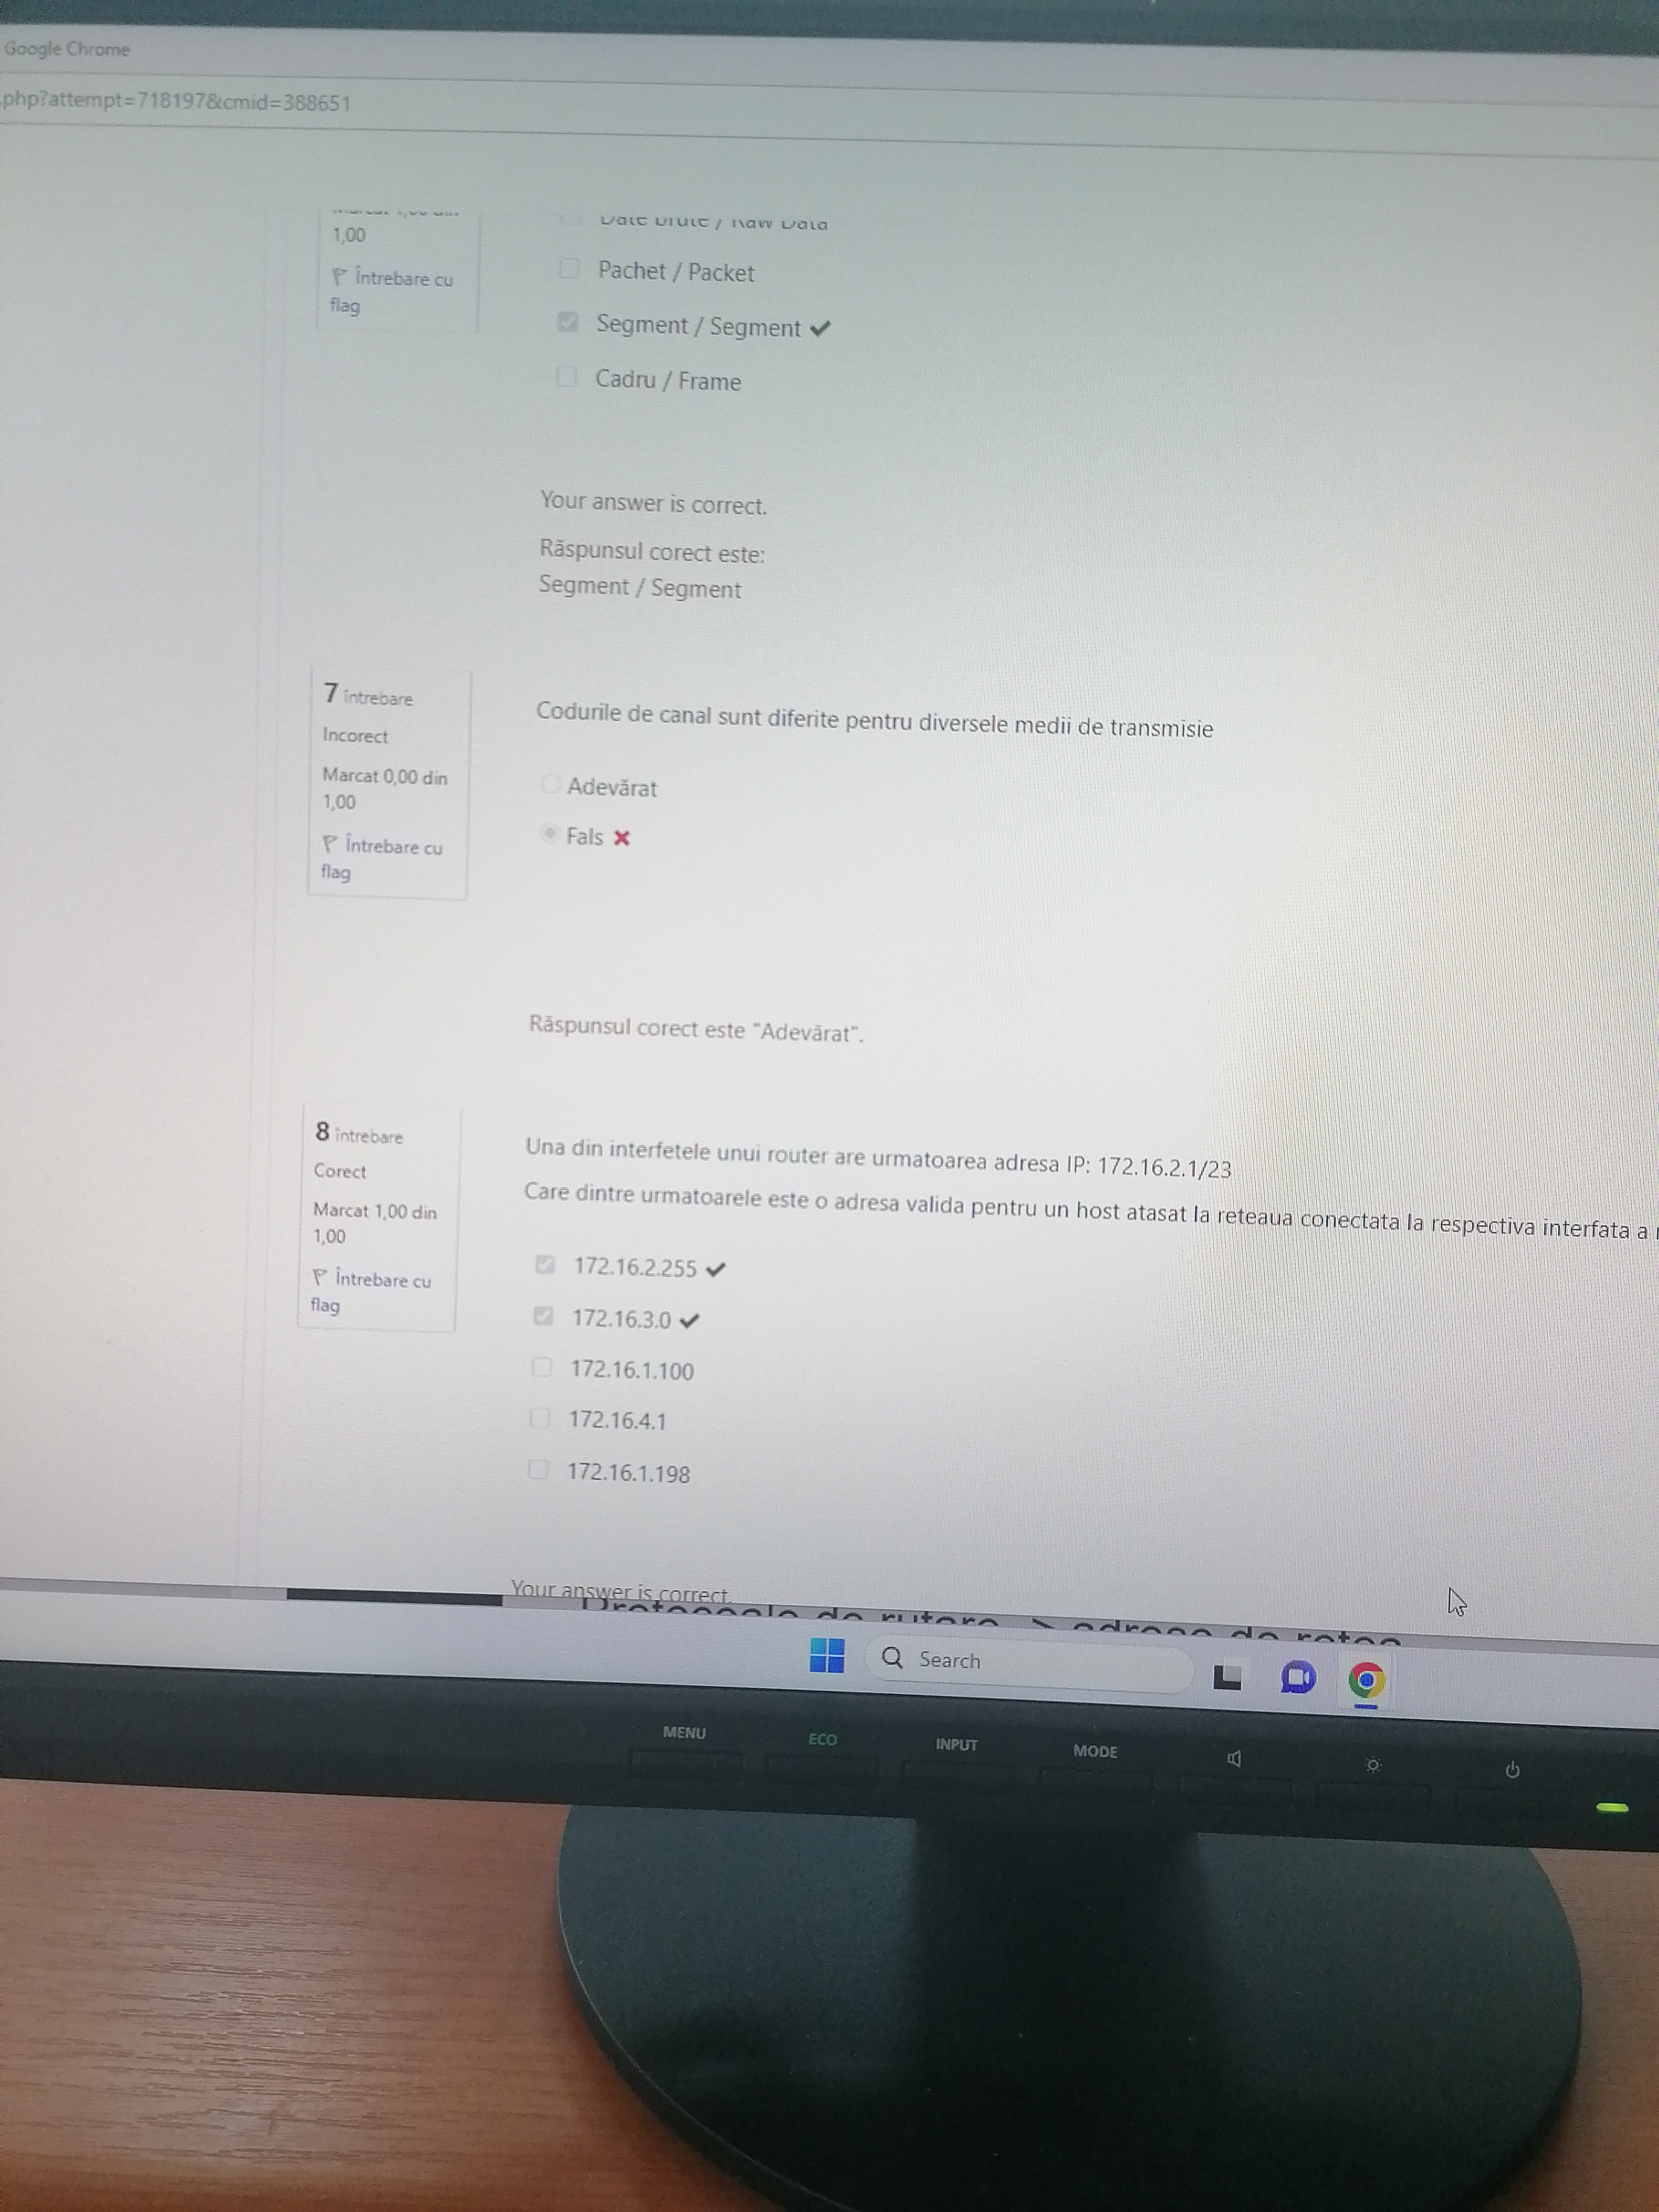 Google Chrome
.php?attempt=718197&cmid=388651
1,00
Întrebare cu
flag
Date brute / Raw Data
Pachet / Packet
Segment / Segment
Cadru / Frame
Your answer is correct.
Răspunsul corect este:
Segment / Segment
7 întrebare
Incorect
Marcat 0,00 din
1,00
Întrebare cu
flag
Codurile de canal sunt diferite pentru diversele medii de transmisie
Adevărat
Fals
Răspunsul corect este "Adevărat".
8 întrebare
Corect
Marcat 1,00 din
1,00
Întrebare cu
flag
Una din interfetele unui router are urmatoarea adresa IP: 172.16.2.1/23
Care dintre urmatoarele este o adresa valida pentru un host atasat la reteaua conectata la respectiva interfata a
172.16.2.255
172.16.3.0
172.16.1.100
172.16.4.1
172.16.1.198
Your answer is correct.
Search
MENU
ECO
INPUT
MODE